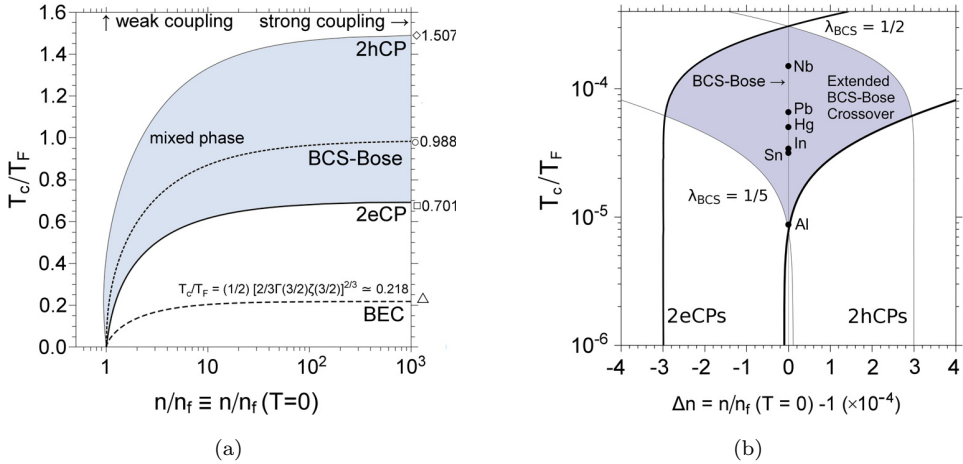 ↑ weak coupling strong coupling →
2hCP
1.507
mixed phase
BCS-Bose
0.988
2eCP
0.701
T_c/T_F = (1/2) [2/3Γ(3/2)ζ(3/2)]^{2/3} ≃ 0.218
BEC
T_c/T_F
1.6
1.4
1.2
1.0
0.8
0.6
0.4
0.2
0.0
1 10 10^2 10^3
n/n_f ≡ n/n_f (T=0)
(a)
λ_BCS = 1/2
Nb
BCS-Bose →
Extended
BCS-Bose
Crossover
Pb
Hg
In
Sn
λ_BCS = 1/5
Al
2eCPs 2hCPs
T_c/T_F
10^-4
10^-5
10^-6
-4 -3 -2 -1 0 1 2 3 4
Δn = n/n_f (T = 0) -1 (×10^-4)
(b)